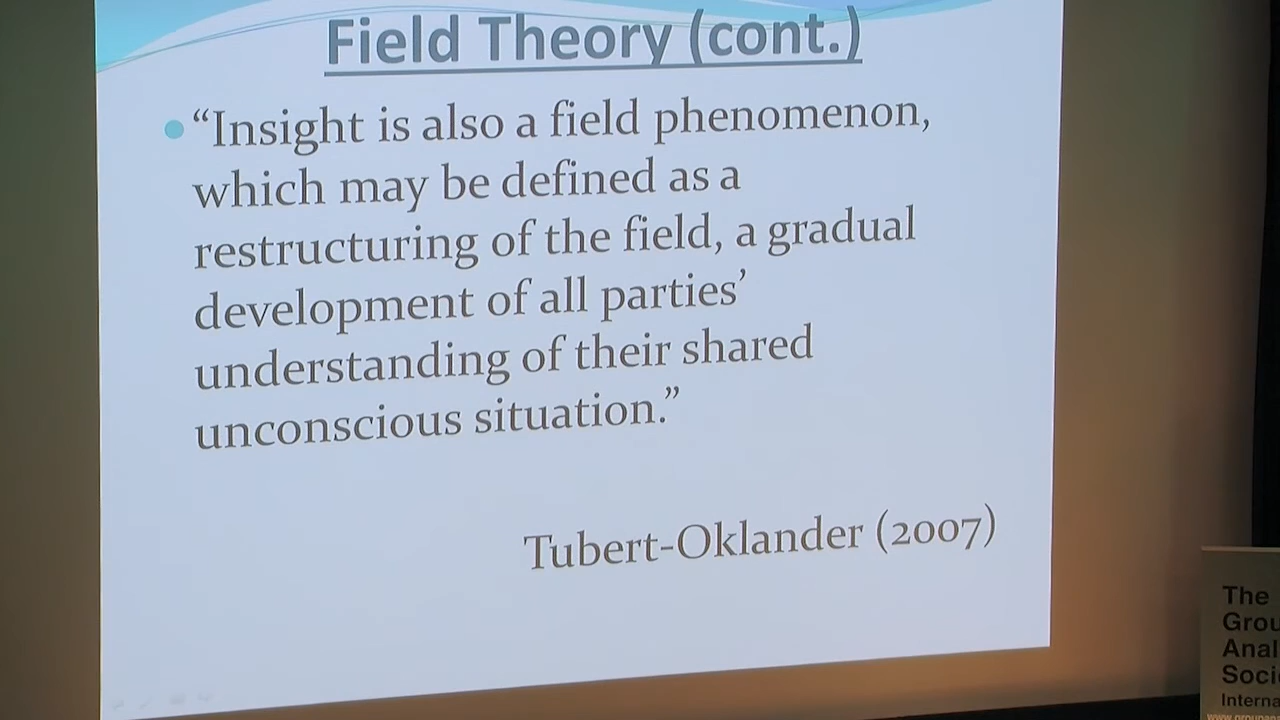 Field Theory (cont.)
“Insight is also a field phenomenon,
which may be defined as a
restructuring of the field, a gradual
development of all parties’
understanding of their shared
unconscious situation.”
Tubert-Oklander (2007)
The
Grou
Anal
Soci
Interna